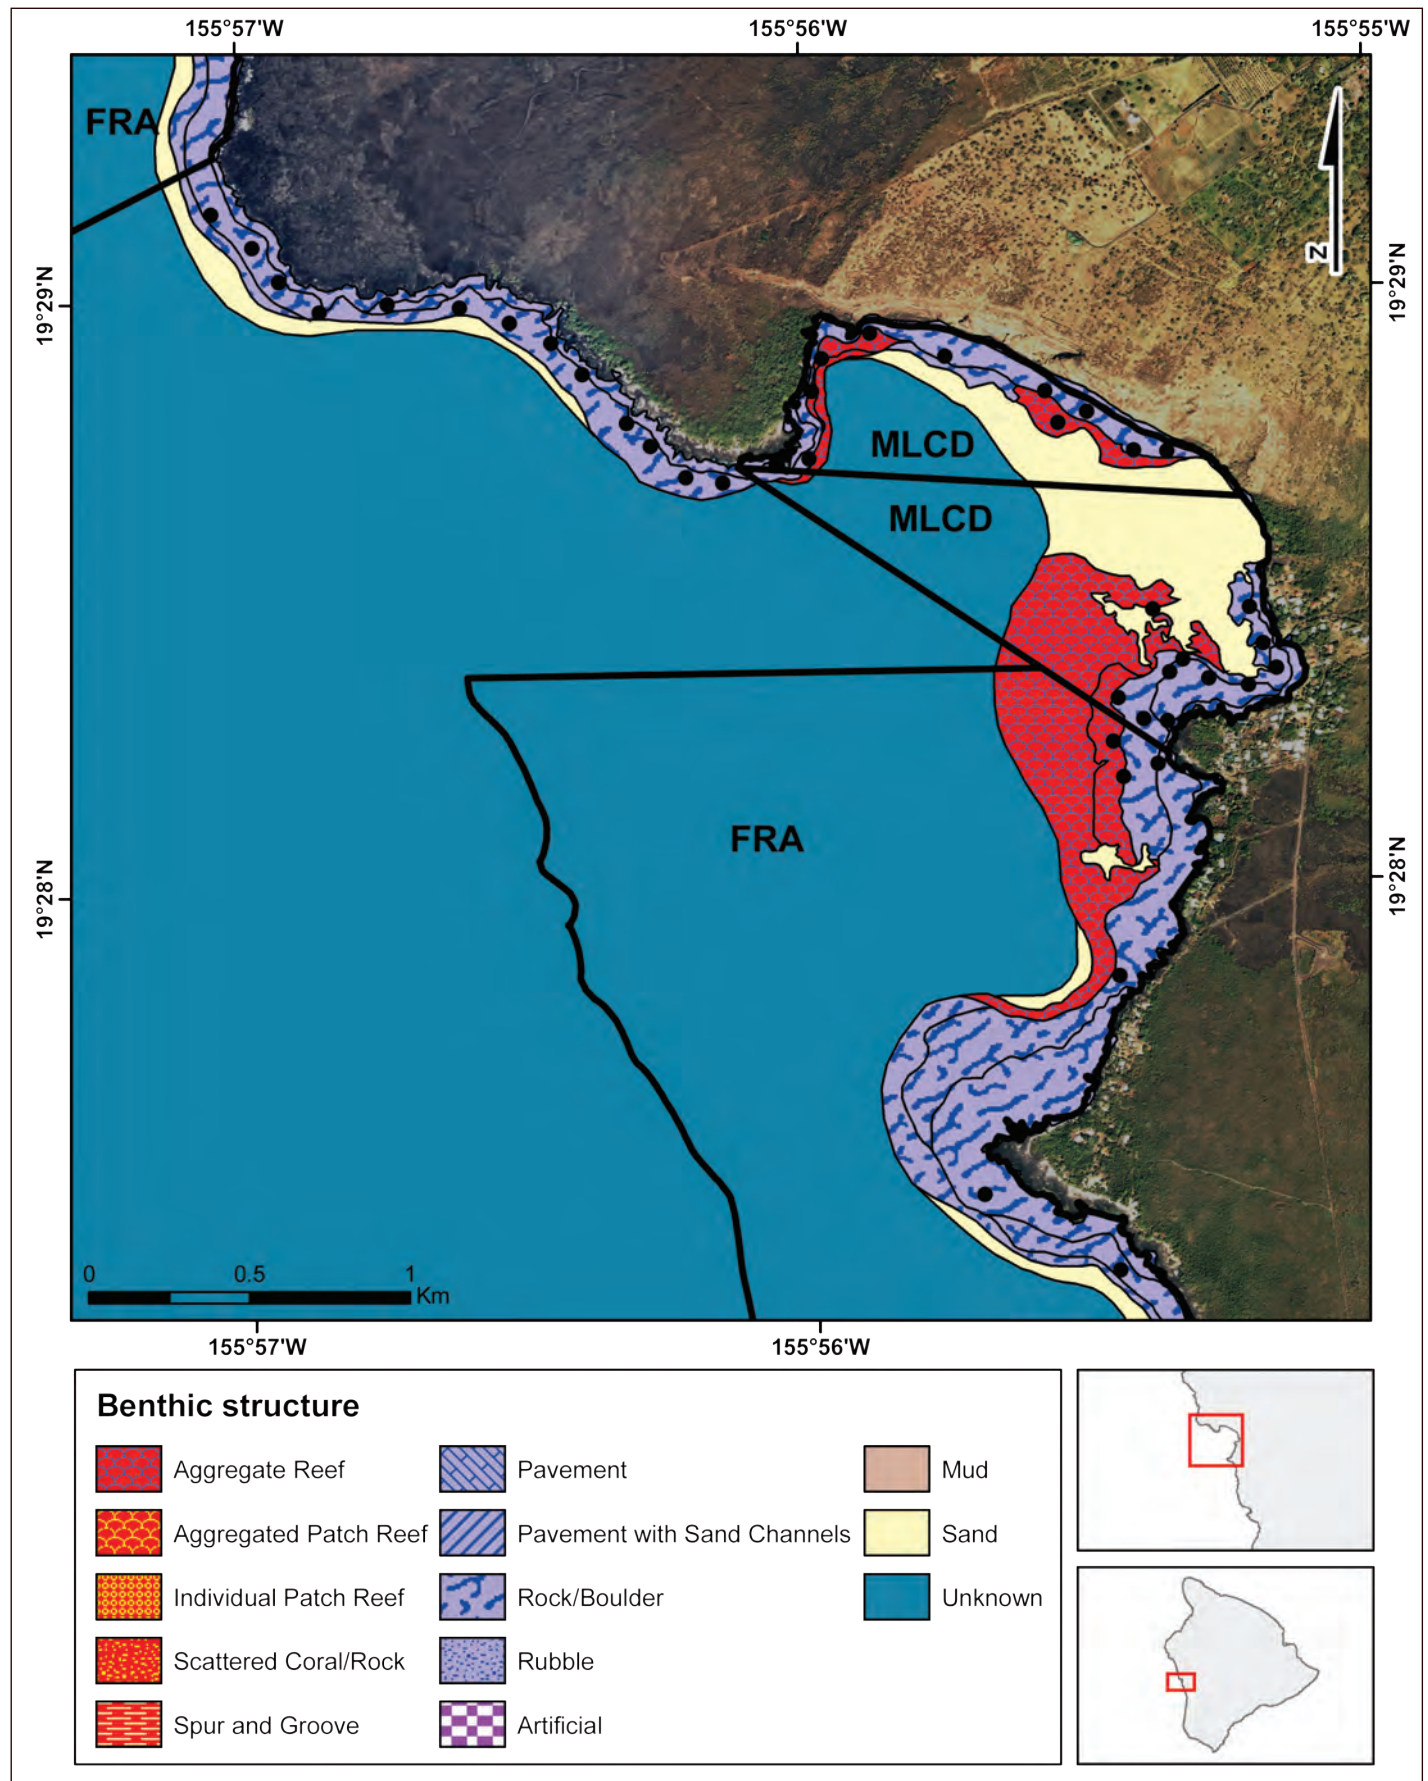 155°57'W 155°56'W 155°55'W
FRA
N
19°29'N 19°29'N
MLCD
MLCD
FRA
19°28'N 19°28'N
0 0.5 1
Km
155°57'W 155°56'W
Benthic structure
Aggregate Reef Pavement Mud
Aggregated Patch Reef Pavement with Sand Channels Sand
Individual Patch Reef Rock/Boulder Unknown
Scattered Coral/Rock Rubble
Spur and Groove Artificial